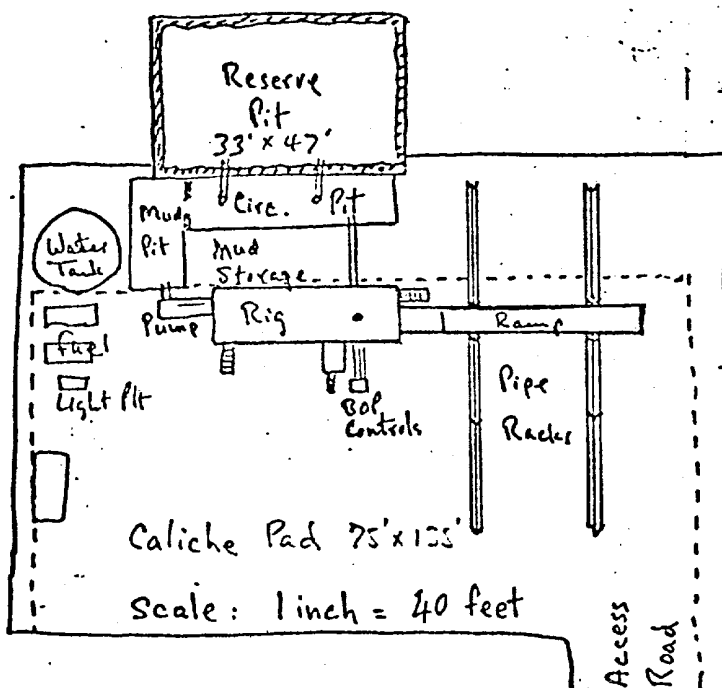 Reserve
Pit
33' x 47'
Circ. Pit
Mud
Pit
Water
Tank
Mud
Storage
Pump
Rig
Ramp
Fuel
Light Plt
BOP
Controls
Pipe
Racks
Caliche Pad
Scale: 1 inch = 40 feet
Access
Road